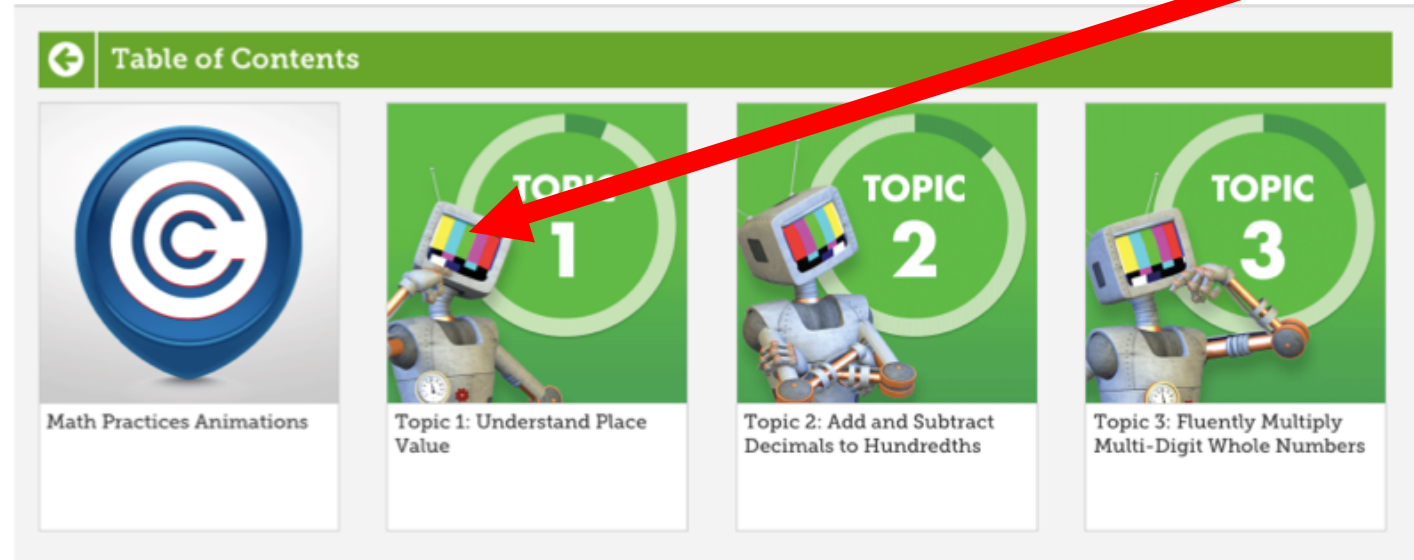 Table of Contents
TOPIC
1
TOPIC
2
TOPIC
3
Math Practices Animations
Topic 1: Understand Place
Value
Topic 2: Add and Subtract
Decimals to Hundredths
Topic 3: Fluently Multiply
Multi-Digit Whole Numbers